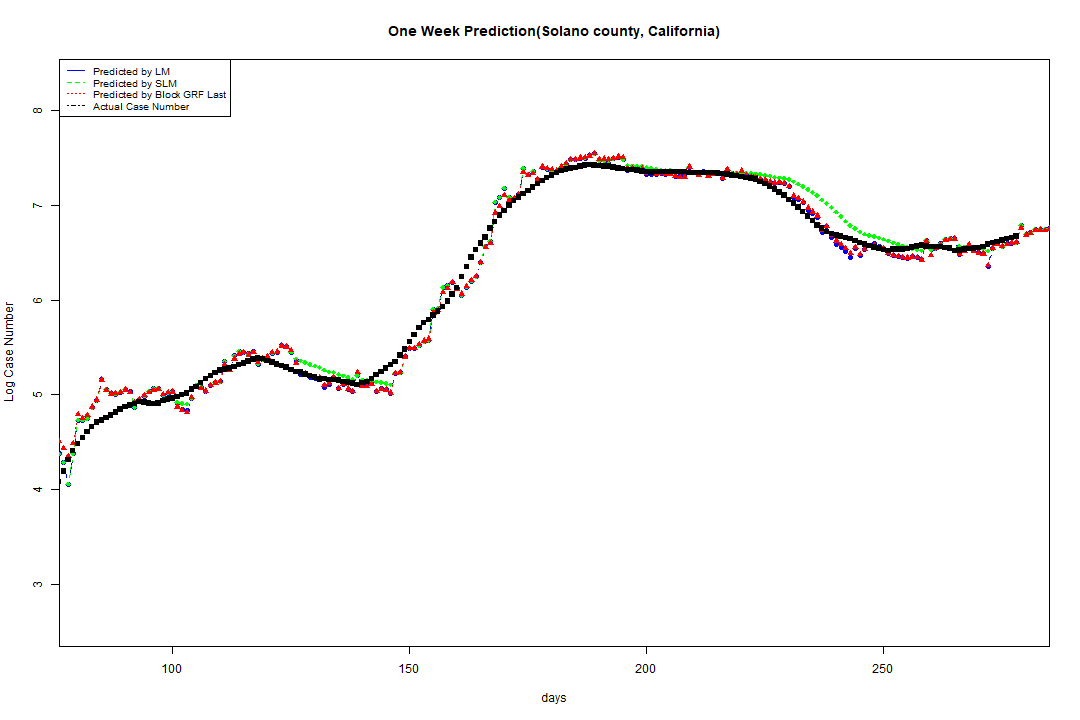 One Week Prediction(Solano county, California)
Predicted by LM
Predicted by SLM
Predicted by Block GRF Last
Actual Case Number
8
7
6
5
4
3
Log Case Number
100 150 200 250
days